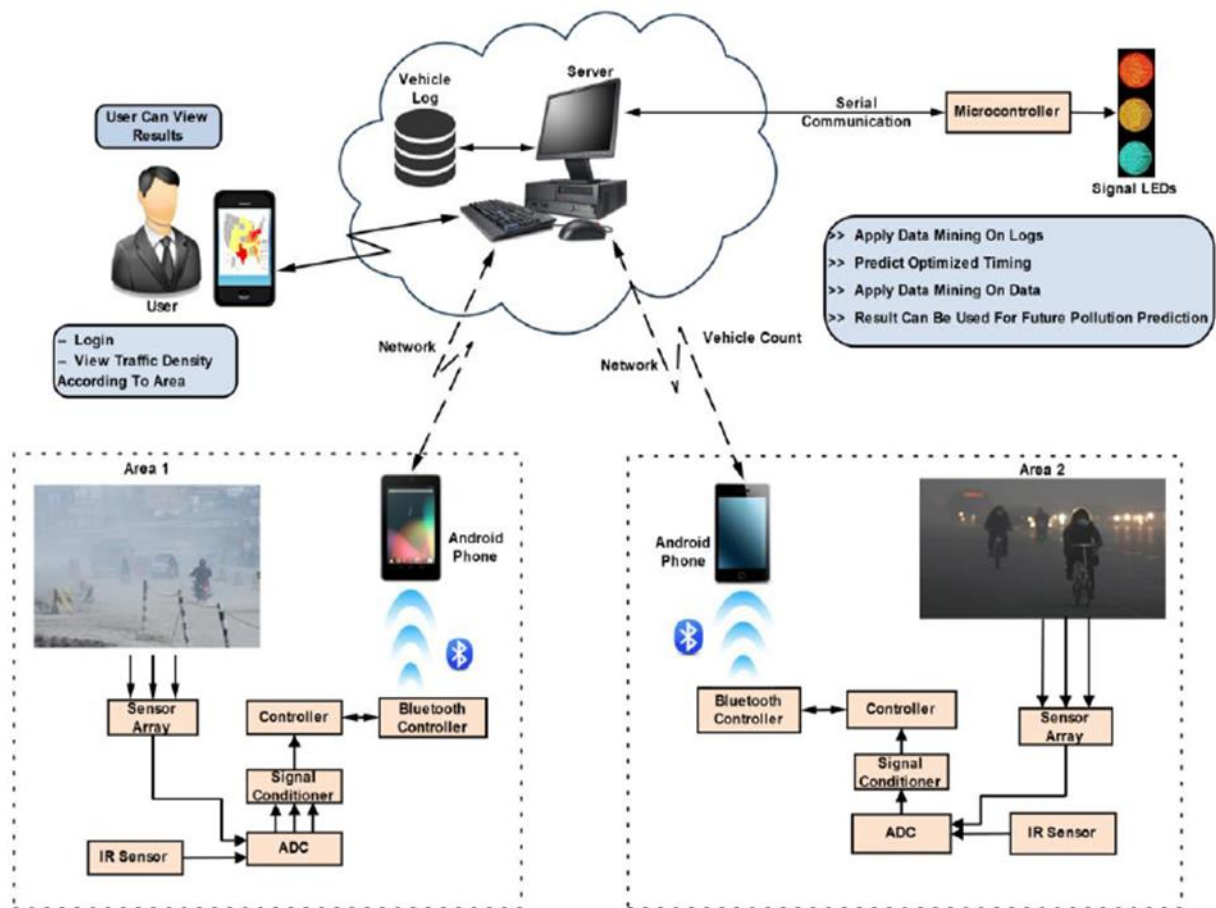 Vehicle
Log
Server
Serial
Communication
Microcontroller
Signal LEDs
User Can View
Results
User
– Login
– View Traffic Density
According To Area
>> Apply Data Mining On Logs
>> Predict Optimized Timing
>> Apply Data Mining On Data
>> Result Can Be Used For Future Pollution Prediction
Network
Network
Vehicle Count
Area 1
Android
Phone
Sensor
Array
Controller
Bluetooth
Controller
Signal
Conditioner
IR Sensor
ADC
Area 2
Android
Phone
Bluetooth
Controller
Controller
Sensor
Array
Signal
Conditioner
ADC
IR Sensor